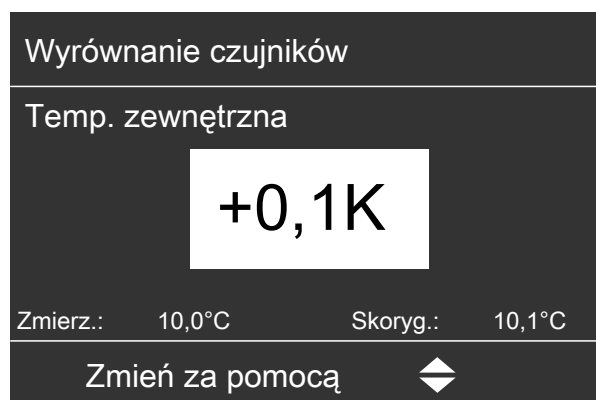 Wyrównanie czujników
Temp. zewnętrzna
+0,1K
Zmierz.: 10,0°C Skoryg.: 10,1°C
Zmień za pomocą